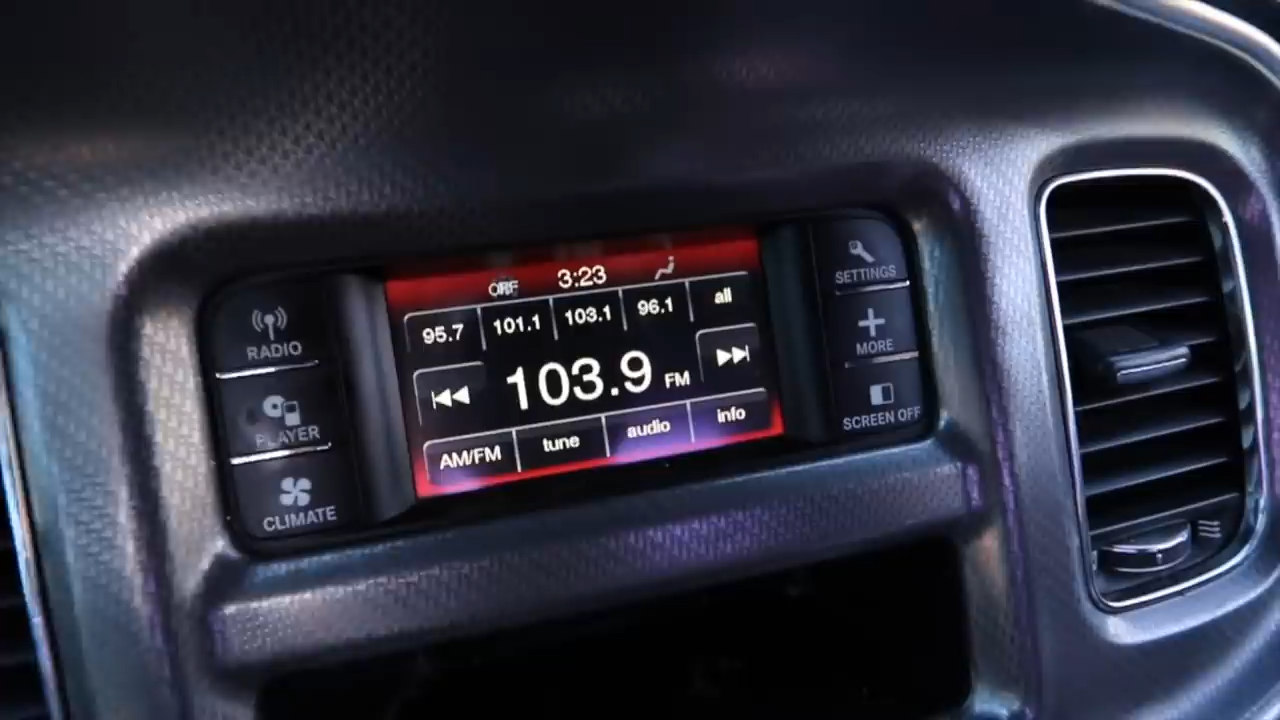 RADIO
PLAYER
CLIMATE
3:23
95.7 101.1 103.1 96.1 all
103.9 FM
AM/FM tune audio info
SETTINGS
MORE
SCREEN OFF